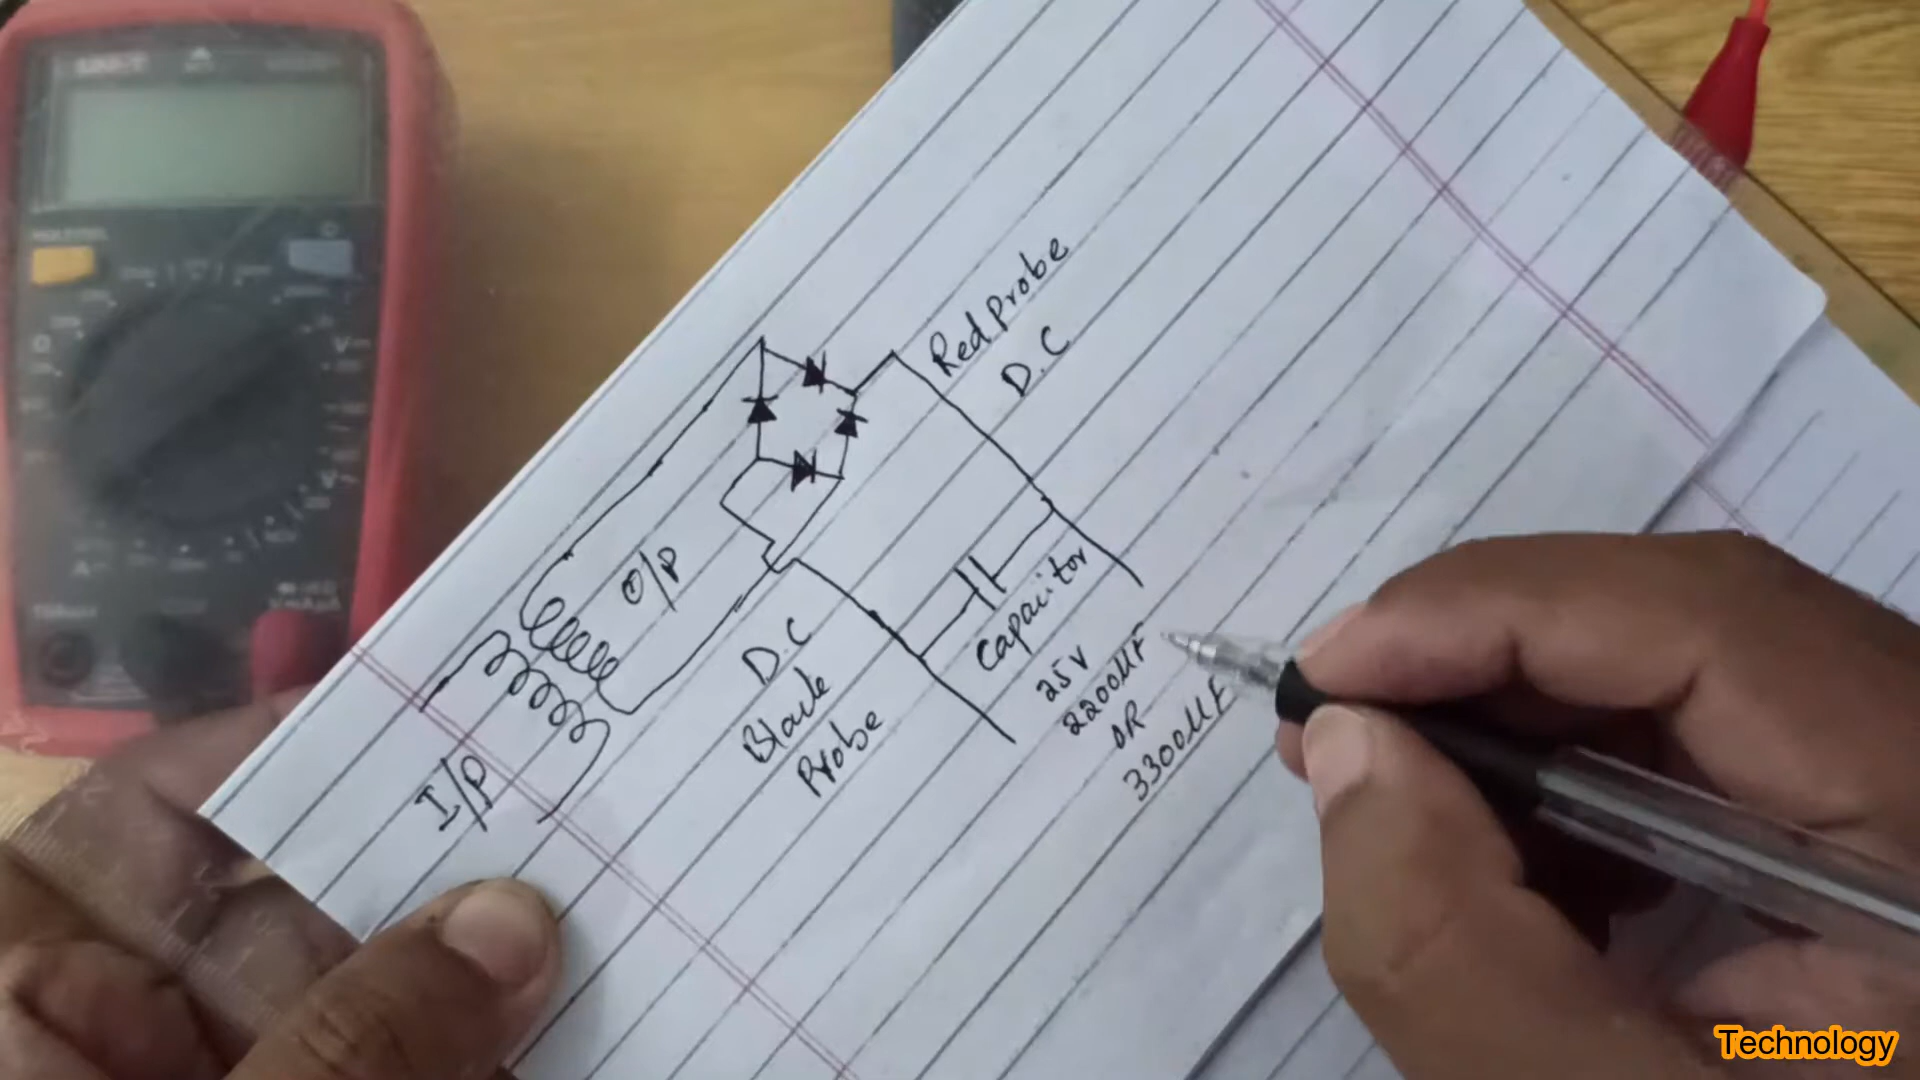 Red Probe
D.C
O/P
I/P
D.C
Black
Probe
Capacitor
25V
2200MF
OR
3300MF
Technology